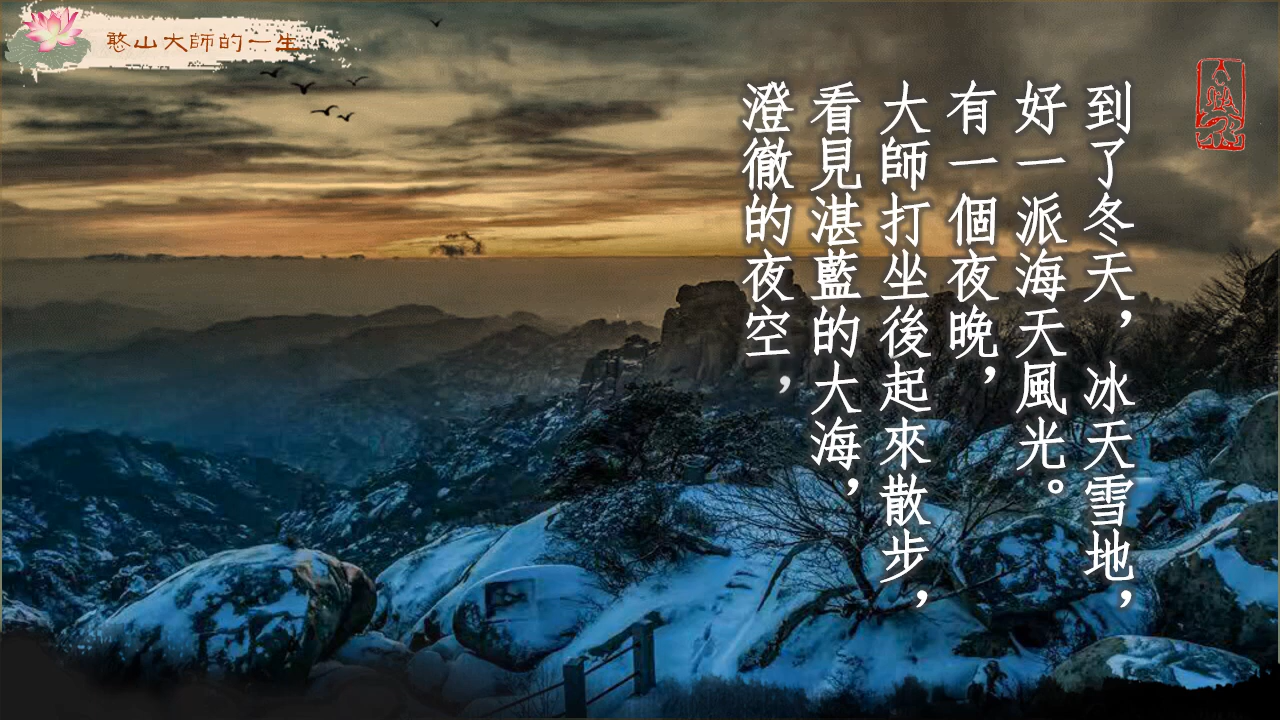 憨山大師的一生
到了冬天，冰天雪地，
好一派海天風光。
有一個夜晚，
大師打坐後起來散步，
看見湛藍的大海，
澄徹的夜空，